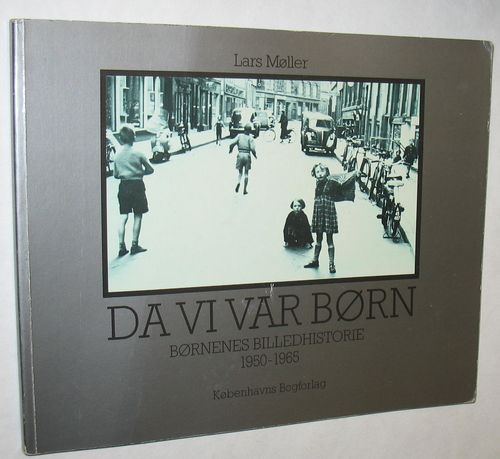 Lars Møller
DA VI VAR BØRN
BØRNENES BILLEDHISTORIE
1950-1965
Københavns Bogforlag